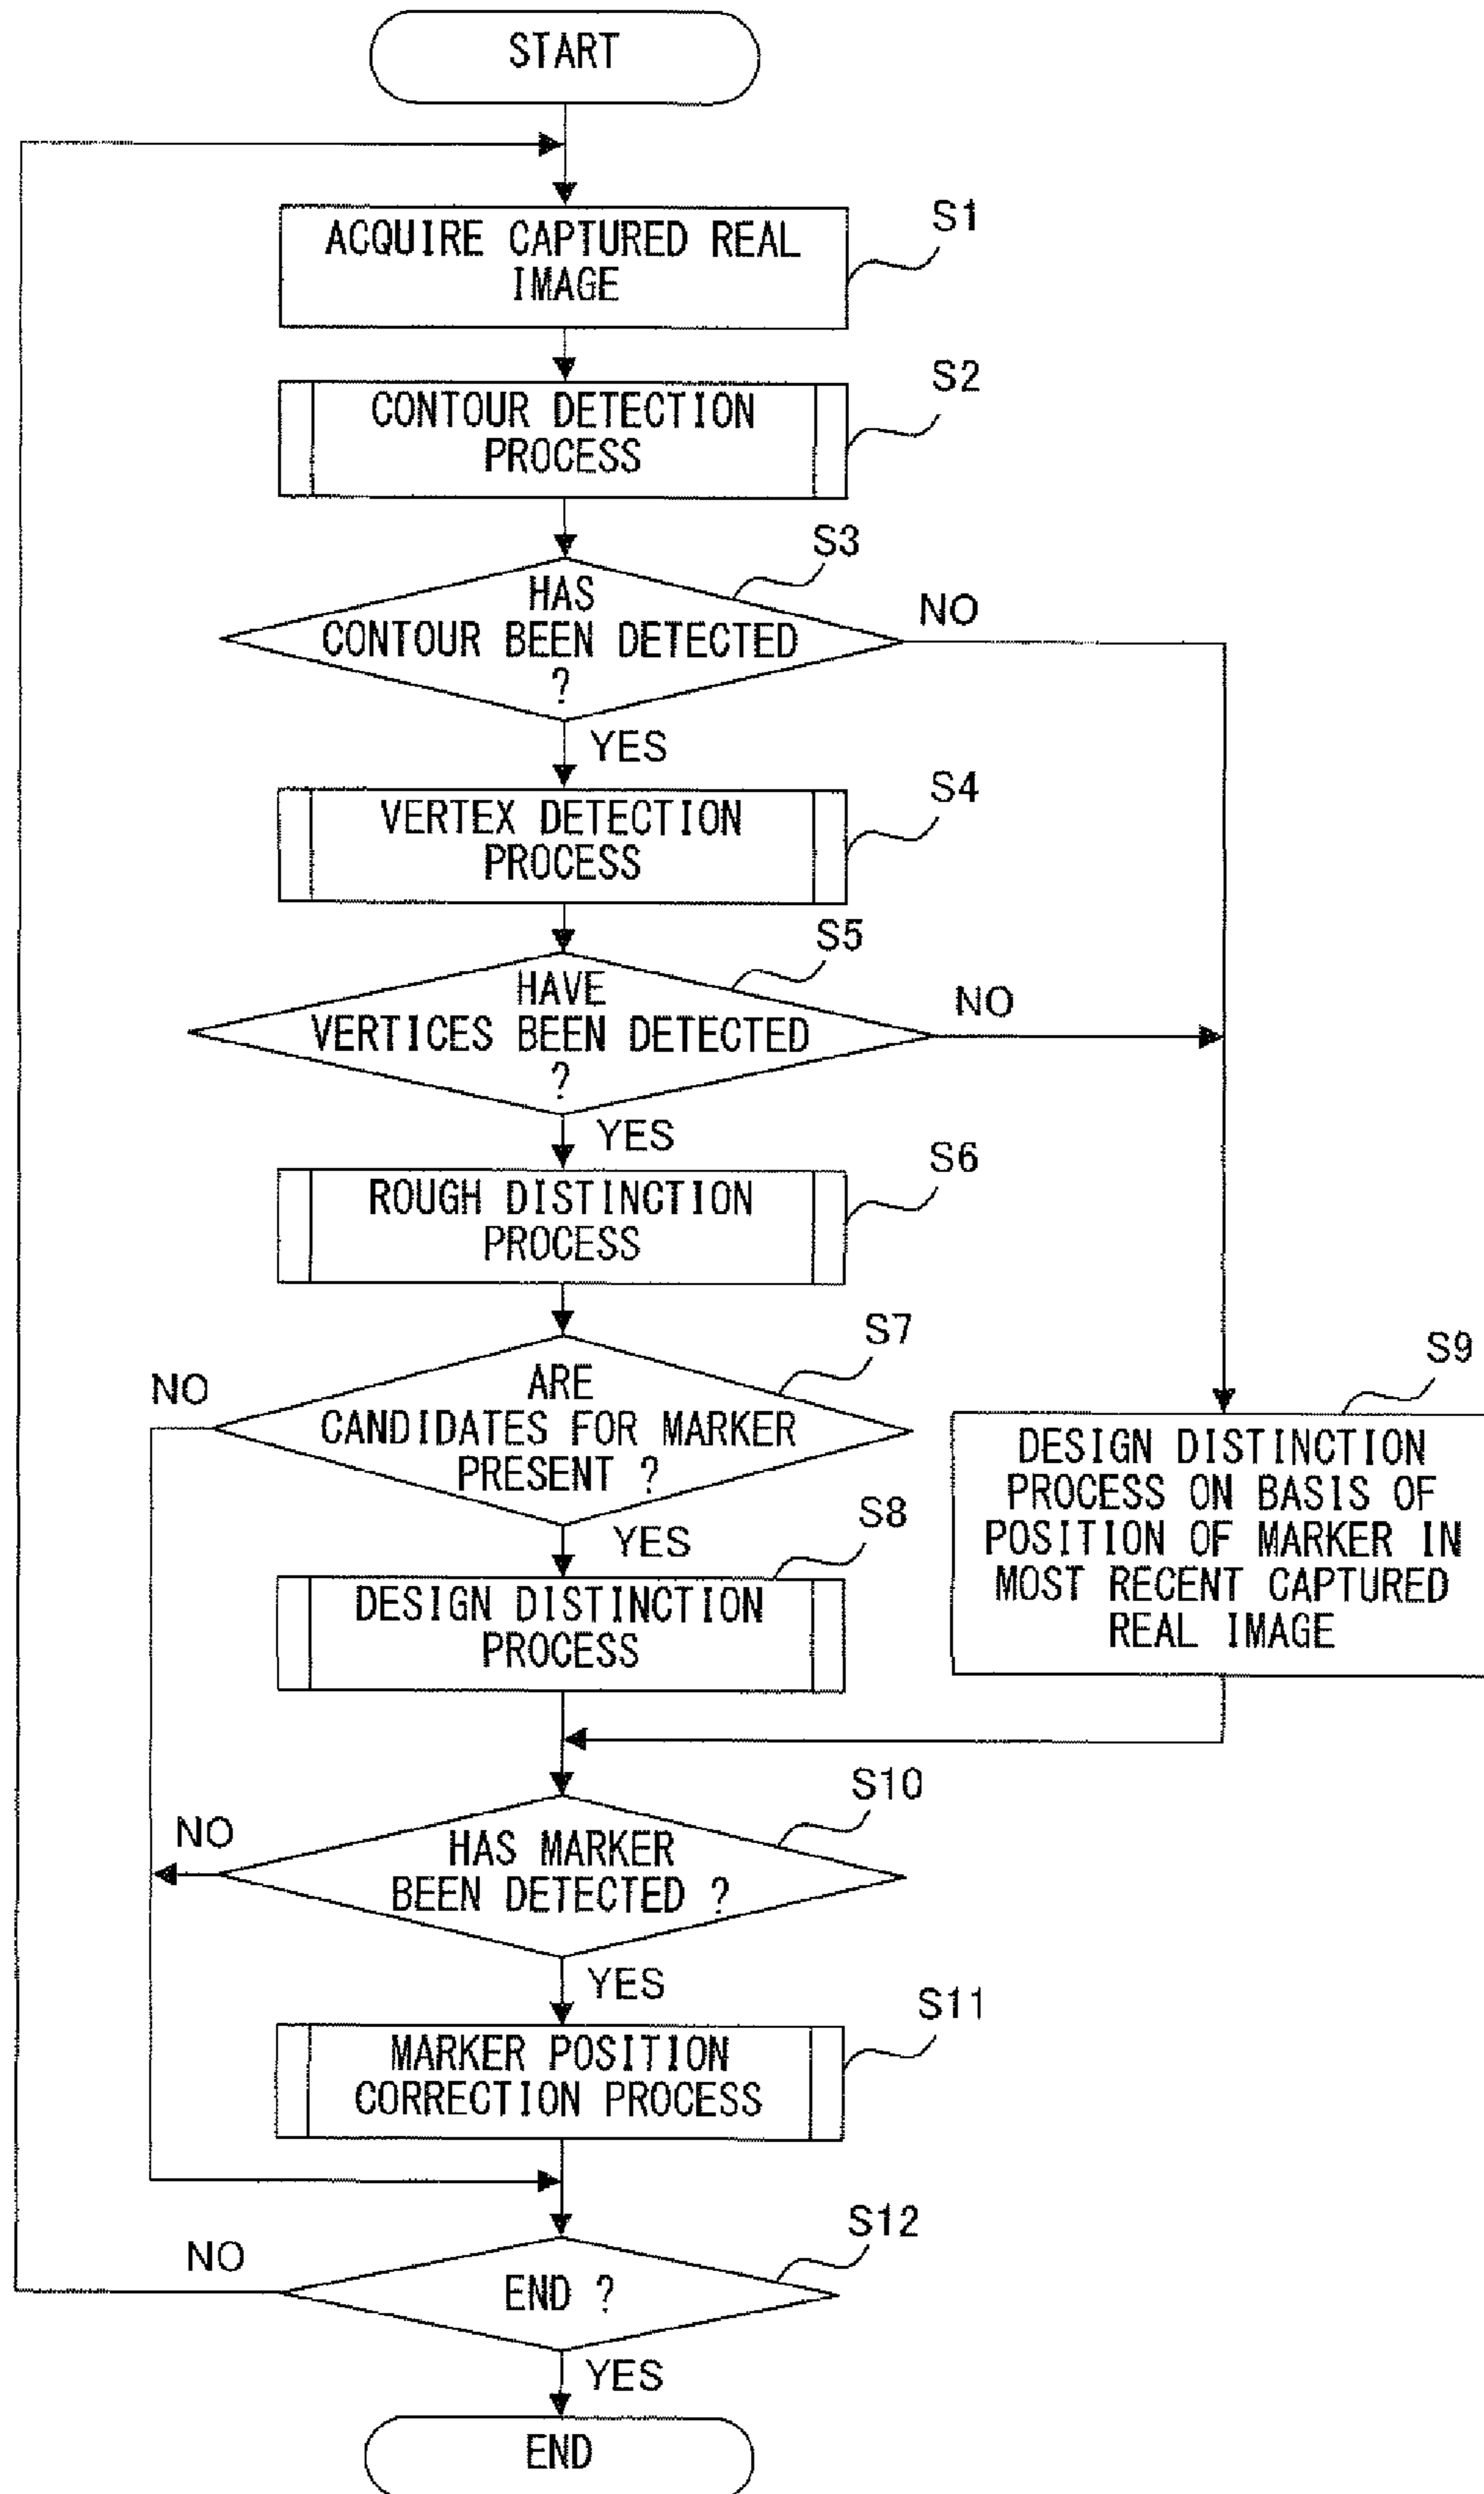 START
S1
ACQUIRE CAPTURED REAL
IMAGE
S2
CONTOUR DETECTION
PROCESS
S3
HAS
CONTOUR BEEN DETECTED
?
NO
YES
S4
VERTEX DETECTION
PROCESS
S5
HAVE
VERTICES BEEN DETECTED
?
NO
YES
S6
ROUGH DISTINCTION
PROCESS
S7
ARE
CANDIDATES FOR MARKER
PRESENT ?
NO
YES
S8
DESIGN DISTINCTION
PROCESS
S9
DESIGN DISTINCTION
PROCESS ON BASIS OF
POSITION OF MARKER IN
MOST RECENT CAPTURED
REAL IMAGE
S10
HAS MARKER
BEEN DETECTED ?
NO
YES
S11
MARKER POSITION
CORRECTION PROCESS
S12
END ?
NO
YES
END